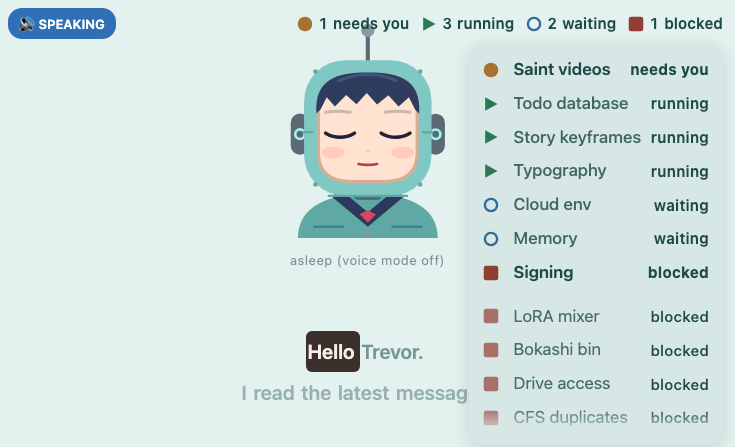 SPEAKING
1 needs you 3 running 2 waiting 1 blocked
Saint videos needs you
Todo database running
Story keyframes running
Typography running
Cloud env waiting
Memory waiting
Signing blocked
LoRA mixer blocked
Bokashi bin blocked
Drive access blocked
CFS duplicates blocked
asleep (voice mode off)
Hello Trevor.
I read the latest messag